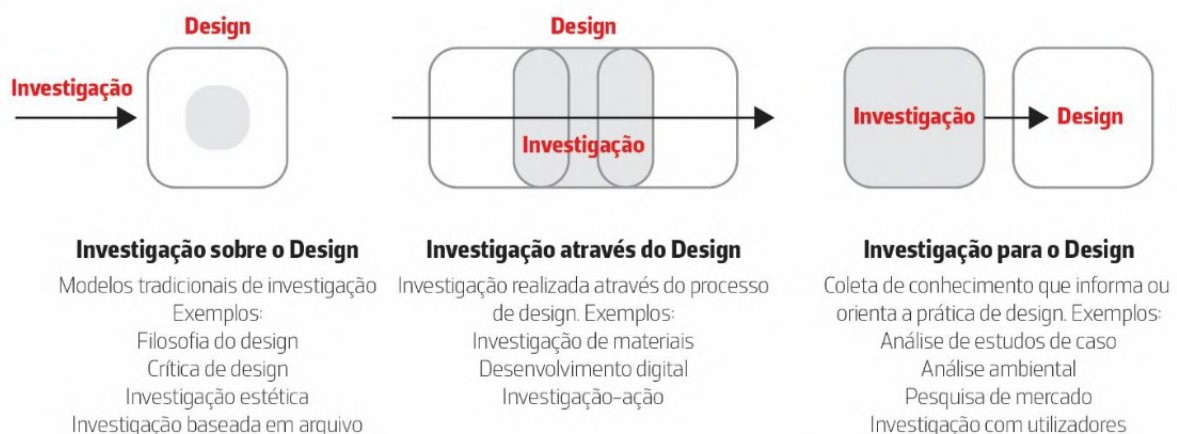 Design
Investigação
Investigação sobre o Design
Modelos tradicionais de investigação
Exemplos:
Filosofia do design
Crítica de design
Investigação estética
Investigação baseada em arquivo
Design
Investigação
Investigação através do Design
Investigação realizada através do processo
de design. Exemplos:
Investigação de materiais
Desenvolvimento digital
Investigação-ação
Investigação
Design
Investigação para o Design
Coleta de conhecimento que informa ou
orienta a prática de design. Exemplos:
Análise de estudos de caso
Análise ambiental
Pesquisa de mercado
Investigação com utilizadores